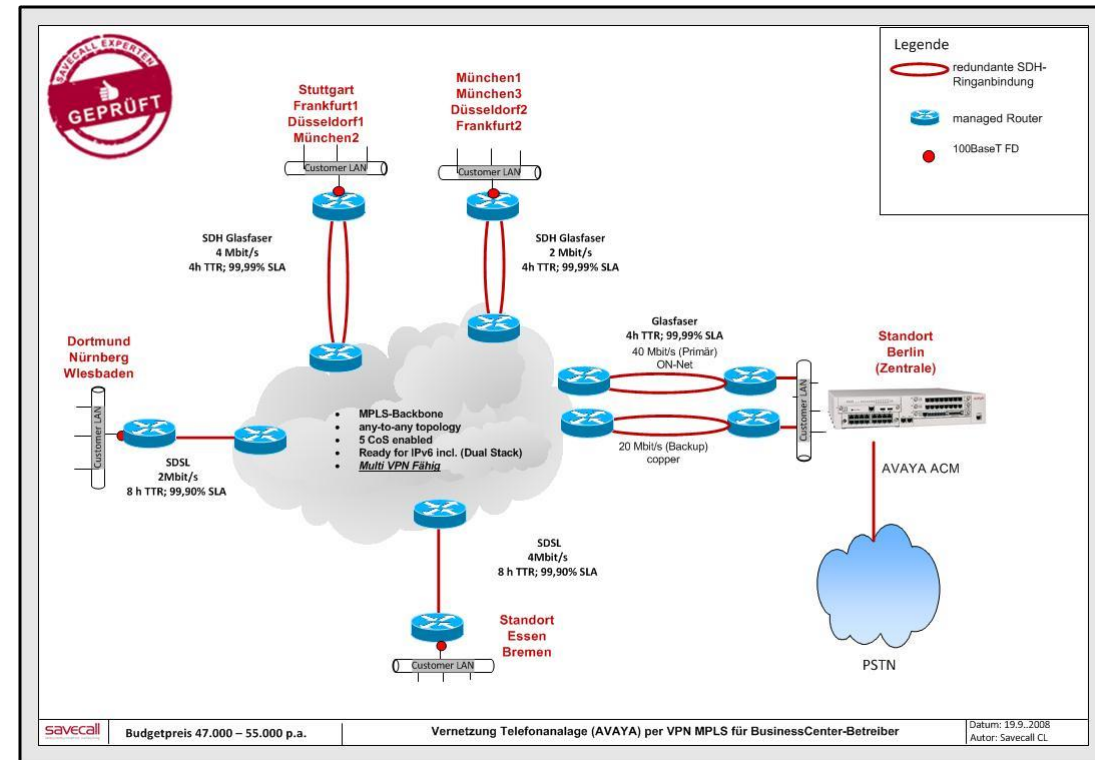 SAVECALL EXPERTEN
GEPRÜFT
Legende
redundante SDH-
Ringanbindung
managed Router
100BaseT FD
Stuttgart
Frankfurt1
Düsseldorf1
München2
Customer LAN
München1
München3
Düsseldorf2
Frankfurt2
Customer LAN
SDH Glasfaser
4 Mbit/s
4h TTR; 99,99% SLA
SDH Glasfaser
2 Mbit/s
4h TTR; 99,99% SLA
Glasfaser
4h TTR; 99,99% SLA
40 Mbit/s (Primär)
ON-Net
Standort
Berlin
(Zentrale)
Customer LAN
20 Mbit/s (Backup)
copper
AVAYA ACM
PSTN
Dortmund
Nürnberg
WIesbaden
Customer LAN
SDSL
2Mbit/s
8 h TTR; 99,90% SLA
• MPLS-Backbone
• any-to-any topology
• 5 CoS enabled
• Ready for IPv6 incl. (Dual Stack)
• Multi VPN Fähig
SDSL
4Mbit/s
8 h TTR; 99,90% SLA
Standort
Essen
Bremen
Customer LAN
savecall
Budgetpreis 47.000 – 55.000 p.a.
Vernetzung Telefonanalage (AVAYA) per VPN MPLS für BusinessCenter-Betreiber
Datum: 19.9..2008
Autor: Savecall CL